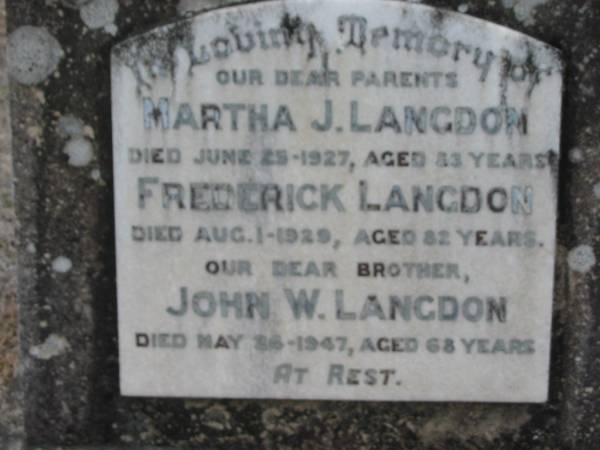 In Loving Memory of
OUR DEAR PARENTS
MARTHA J. LANGDON
DIED JUNE 25-1927, AGED 83 YEARS
FREDERICK LANGDON
DIED AUG. 1-1929, AGED 82 YEARS.
OUR DEAR BROTHER,
JOHN W. LANGDON
DIED MAY 26-1947, AGED 68 YEARS
AT REST.